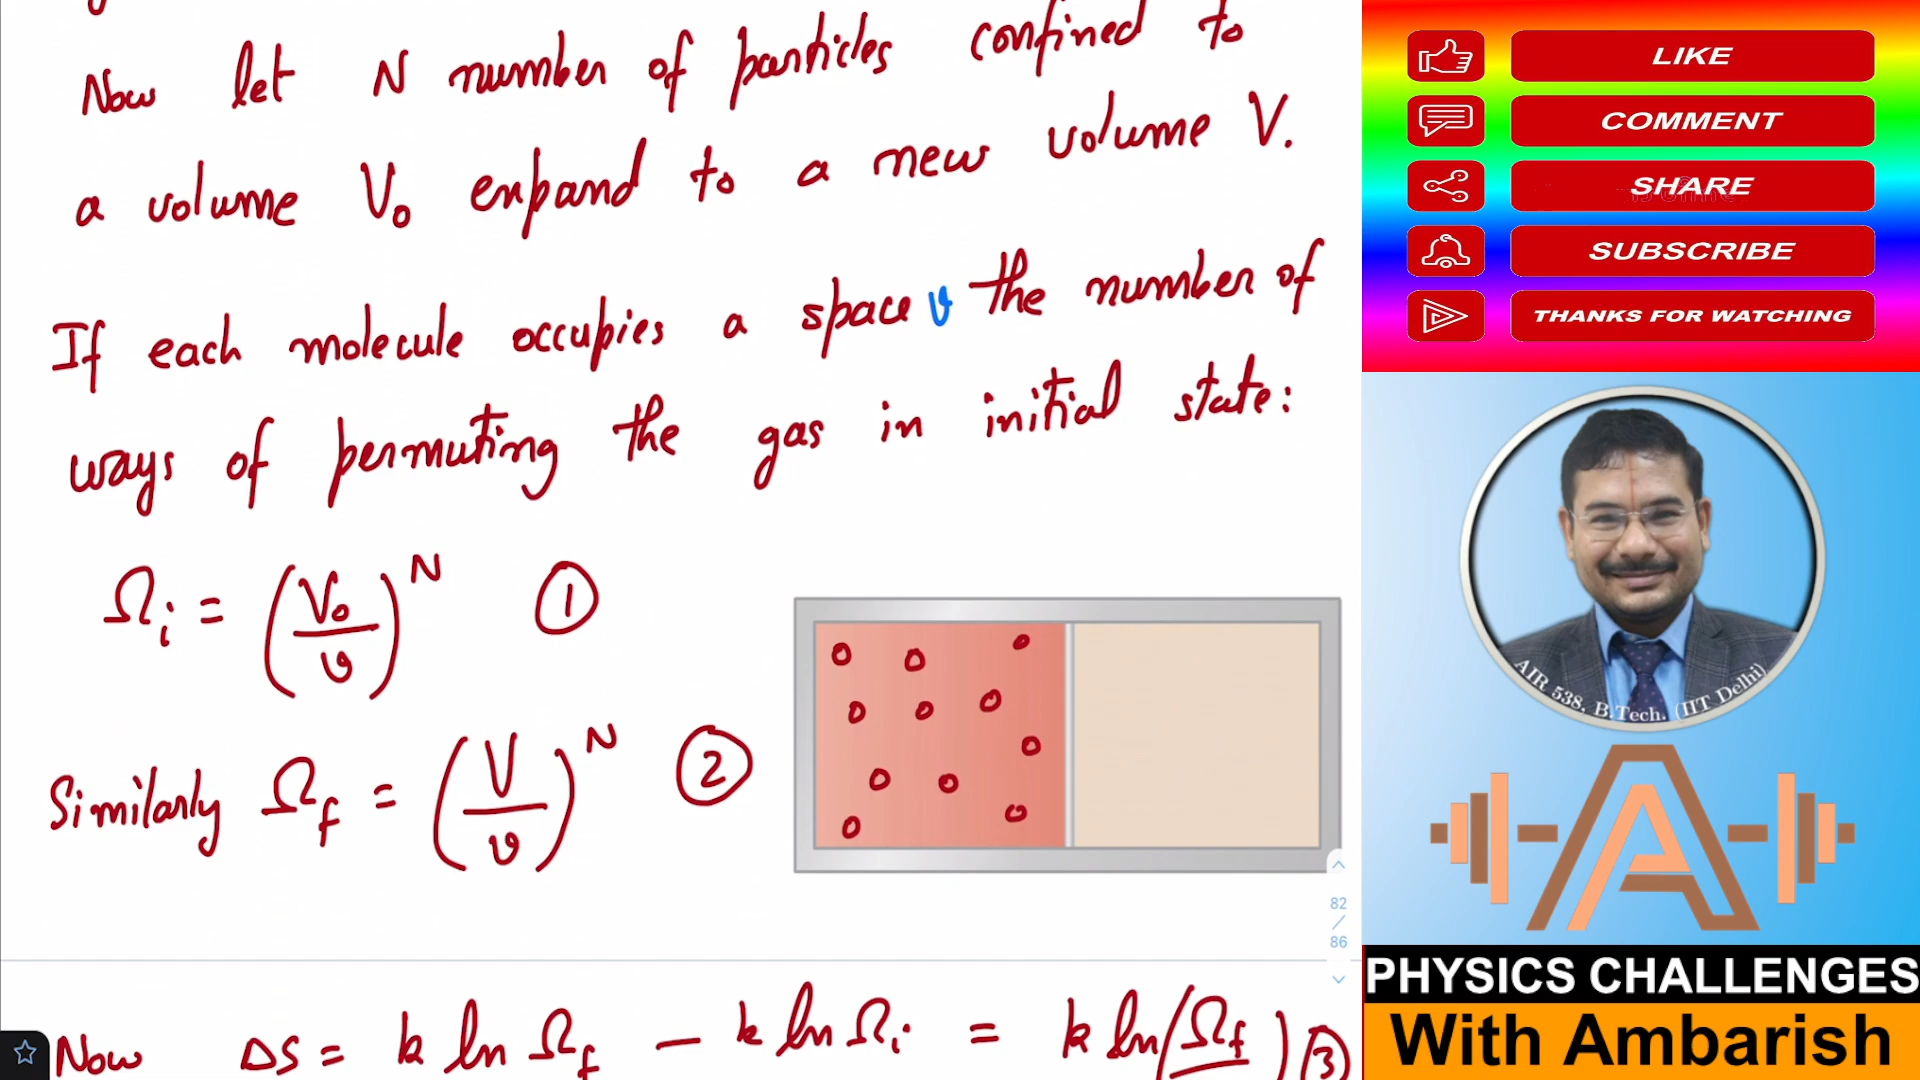 Now let N number of particles confined to
a volume V₀ expand to a new volume V.
If each molecule occupies a space v the number of
ways of permuting the gas in initial state:
Ωᵢ = (V₀/v)^N ①
Similarly Ω_f = (V/v)^N ②
82
/
86
Now ΔS = k ln Ω_f − k ln Ωᵢ = k ln(Ω_f ) ③
LIKE
COMMENT
SHARE
SUBSCRIBE
THANKS FOR WATCHING
AIR 538, B.Tech. (IIT Delhi)
A
PHYSICS CHALLENGES
With Ambarish